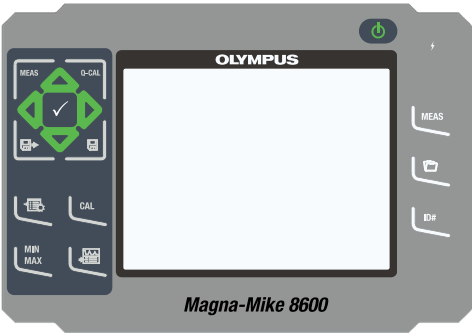 OLYMPUS
MEAS
Q-CAL
MEAS
CAL
ID#
MIN
MAX
Magna-Mike 8600